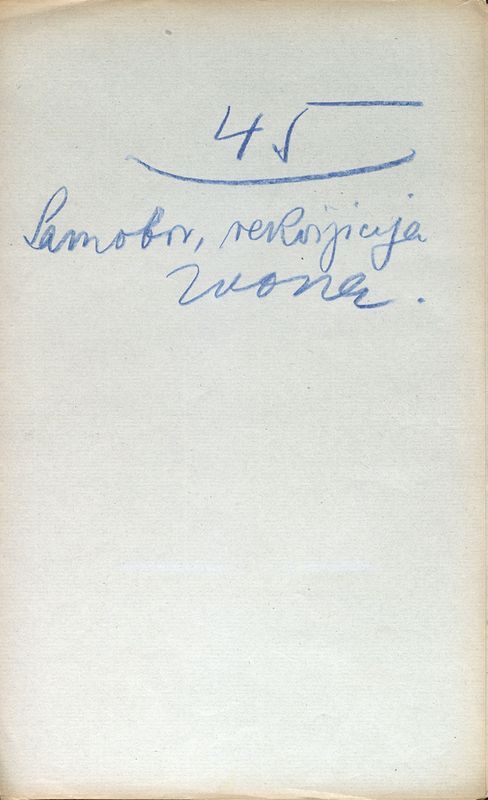 45
Samobor, rekvizicija
zvona.